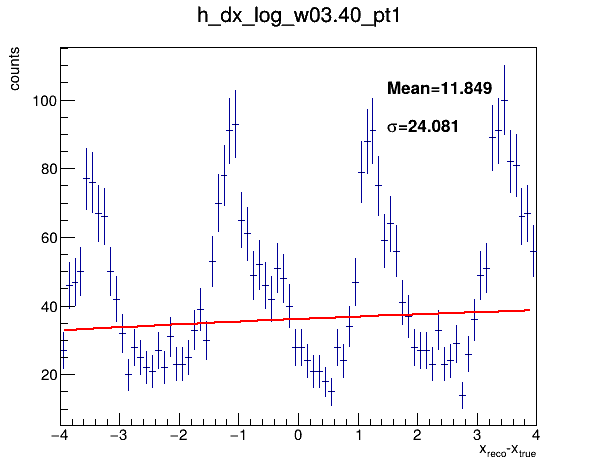 h_dx_log_w03.40_pt1
counts
Mean=11.849
σ=24.081
100
80
60
40
20
−4 −3 −2 −1 0 1 2 3 4
x_reco-x_true